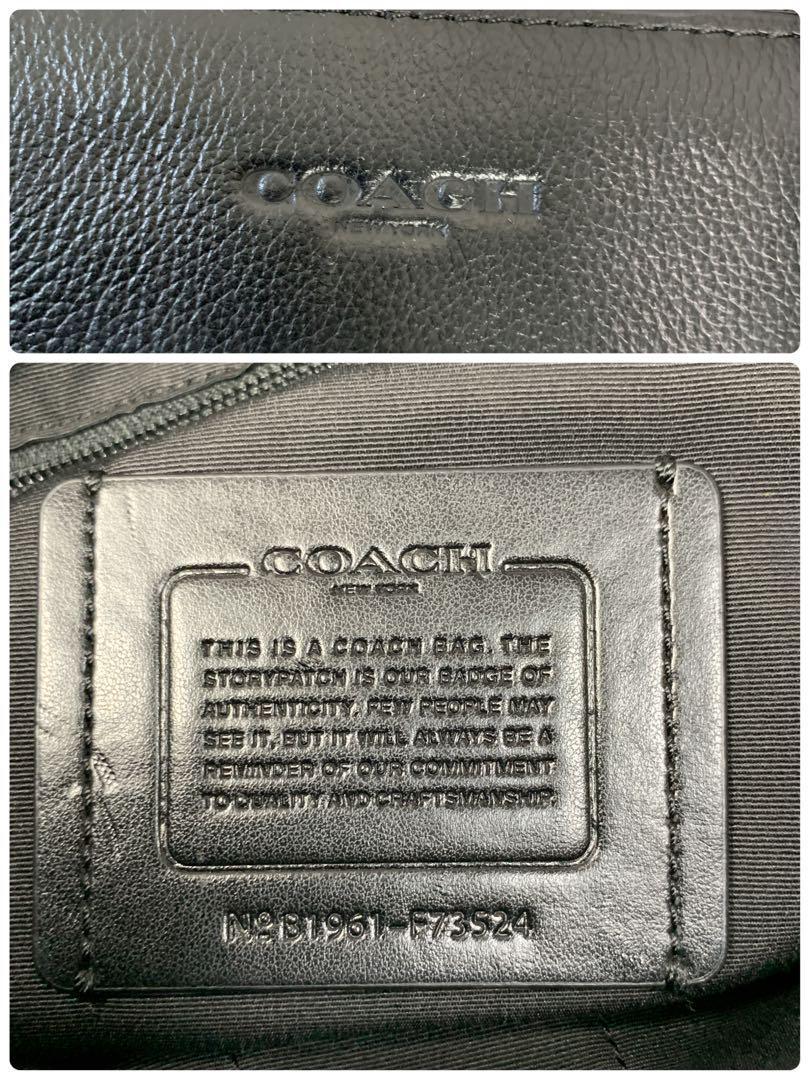 COACH
NEW YORK
COACH
NEW YORK
THIS IS A COACH BAG. THE
STORYPATCH IS OUR BADGE OF
AUTHENTICITY. FEW PEOPLE MAY
SEE IT, BUT IT WILL ALWAYS BE A
REMINDER OF OUR COMMITMENT
TO QUALITY AND CRAFTSMANSHIP.
Nº B1961-F73524